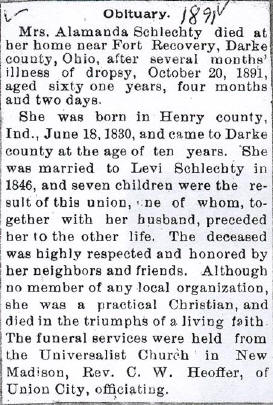 Obituary. 1891
Mrs. Alamanda Schlechty died at
her home near Fort Recovery, Darke
county, Ohio, after several months'
illness of dropsy, October 20, 1891,
aged sixty one years, four months
and two days.
She was born in Henry county,
Ind., June 18, 1830, and came to Darke
county at the age of ten years. She
was married to Levi Schlechty in
1846, and seven children were the re-
sult of this union, one of whom, to-
gether with her husband, preceded
her to the other life. The deceased
was highly respected and honored by
her neighbors and friends. Although
no member of any local organization,
she was a practical Christian, and
died in the triumphs of a living faith.
The funeral services were held from
the Universalist Church in New
Madison, Rev. C. W. Heoffer, of
Union City, officiating.